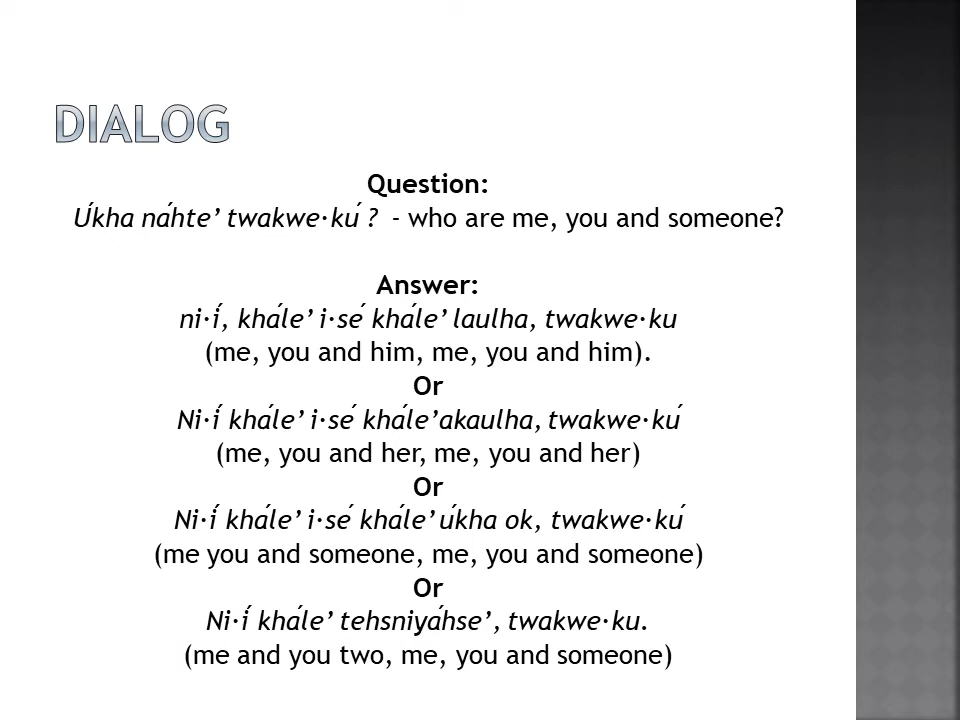 DIALOG
Question:
Ú́kha náhte’ twakwe·kú ? - who are me, you and someone?
Answer:
ni·í, khále’ i·sé khále’ laulha, twakwe·ku
(me, you and him, me, you and him).
Or
Ni·í khále’ i·sé khále’akaulha, twakwe·kú
(me, you and her, me, you and her)
Or
Ni·í khále’ i·sé khále’ úkha ok, twakwe·kú
(me you and someone, me, you and someone)
Or
Ni·í khále’ tehsniyáhse’, twakwe·ku.
(me and you two, me, you and someone)